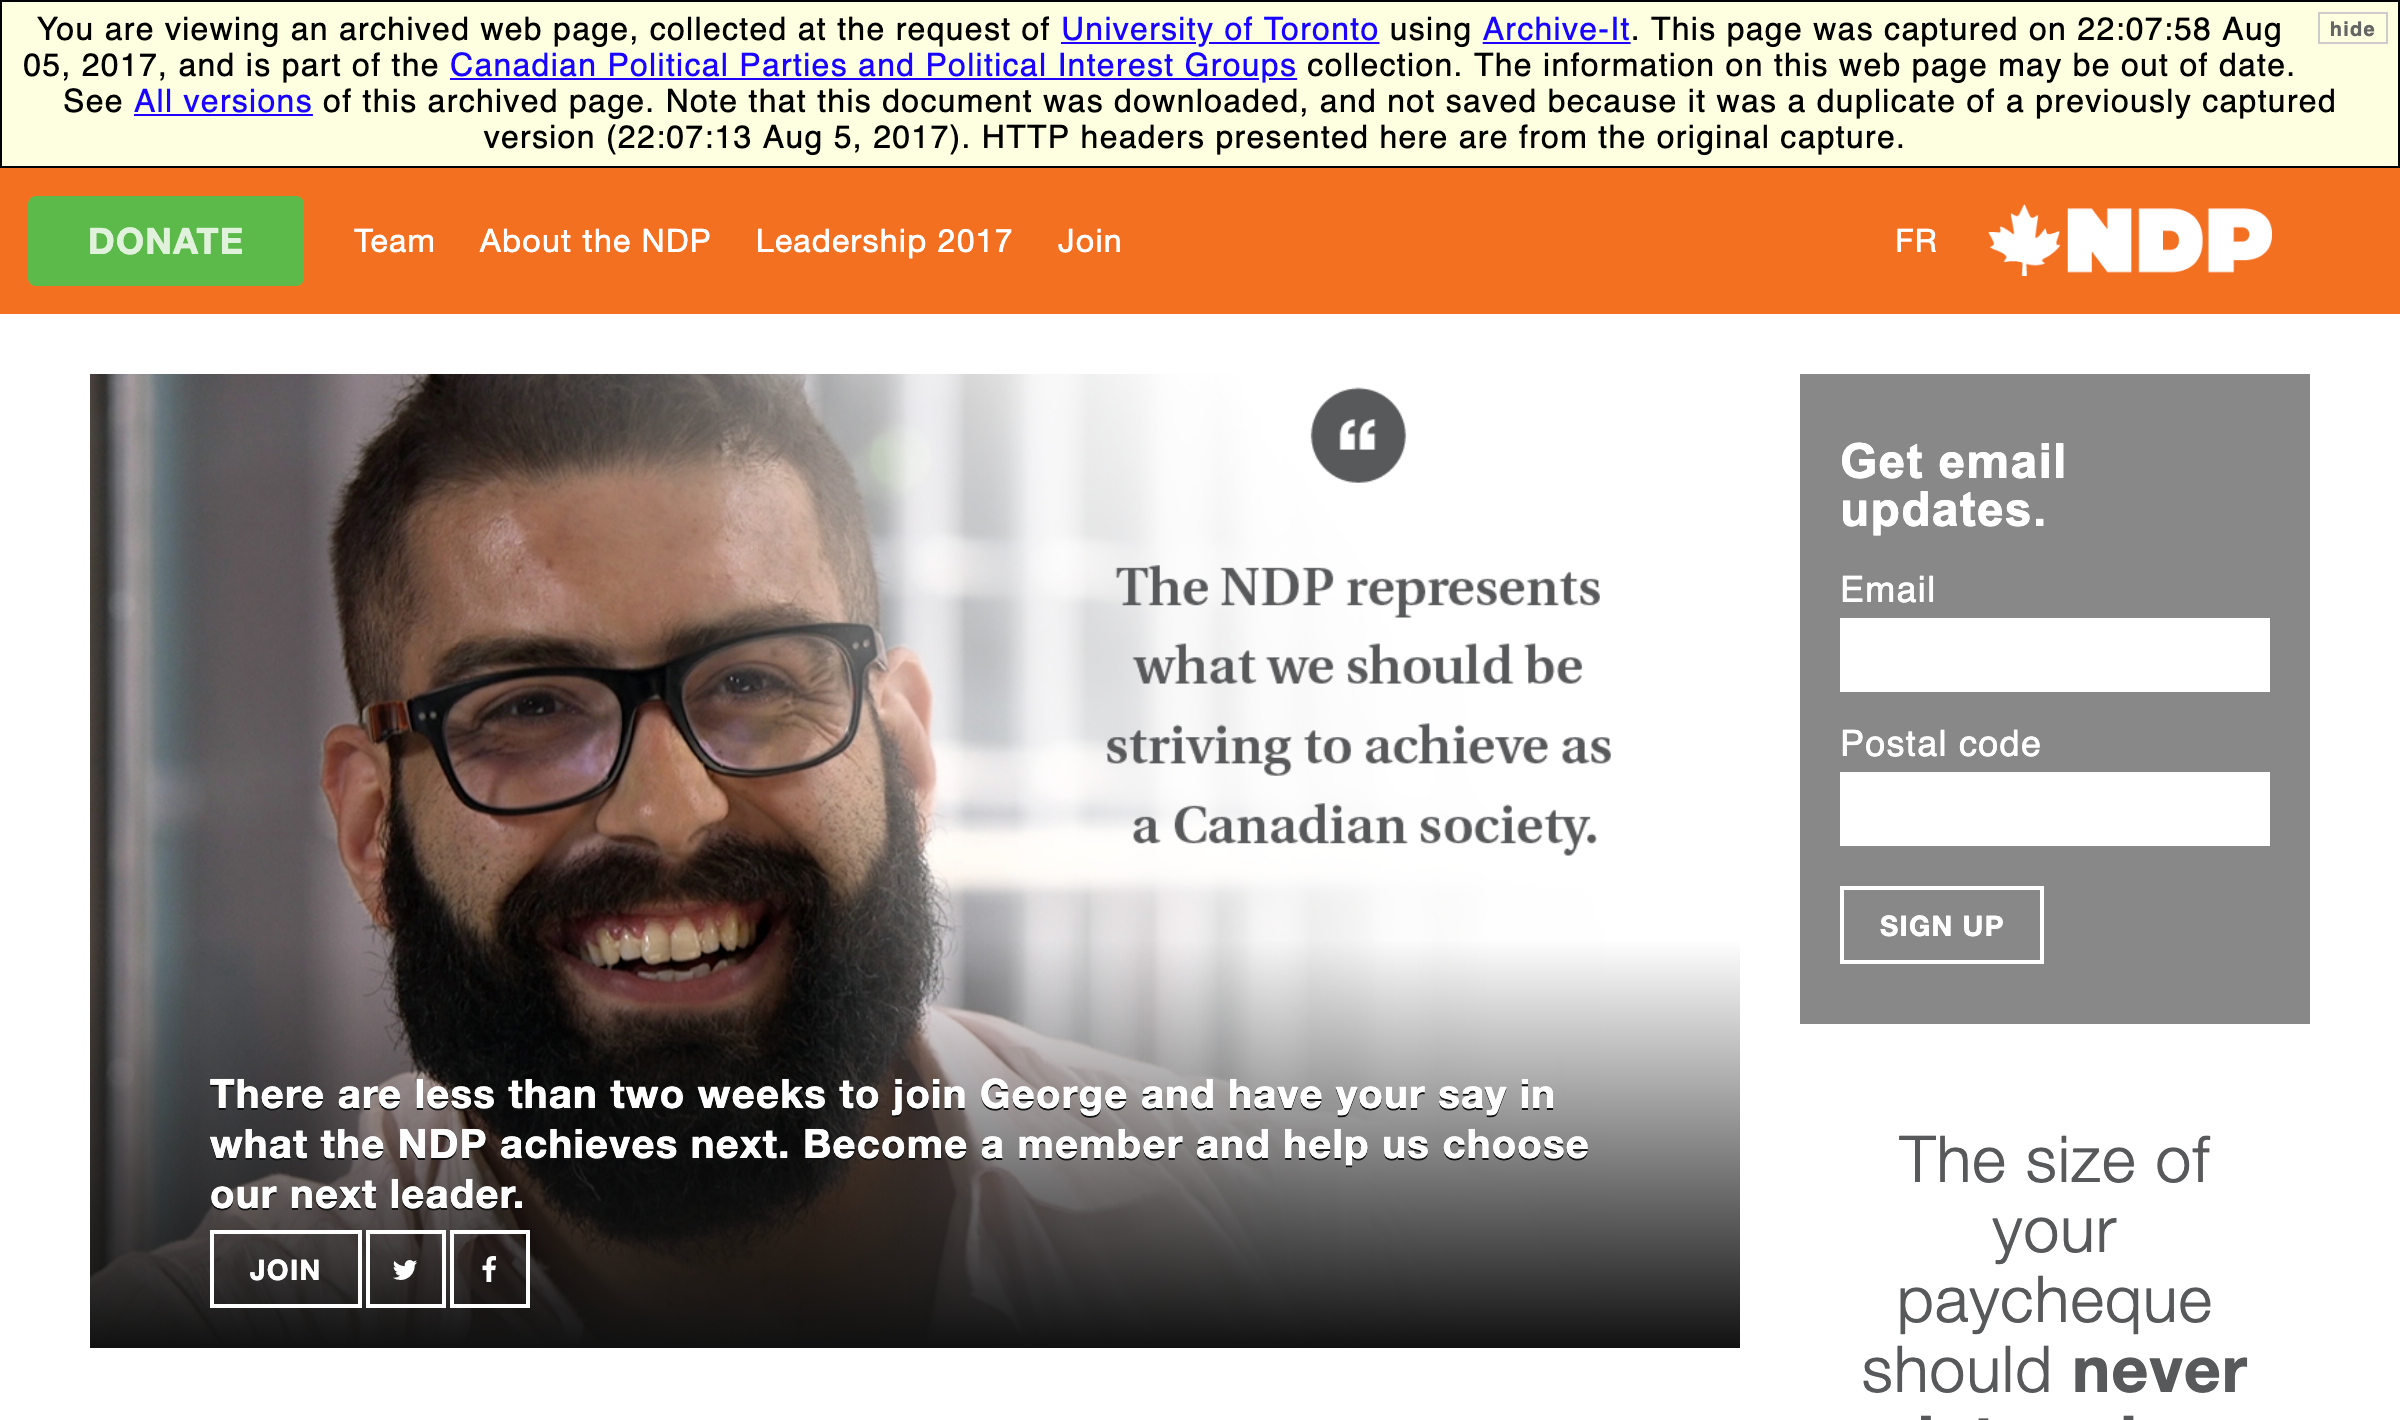 You are viewing an archived web page, collected at the request of University of Toronto using Archive-It. This page was captured on 22:07:58 Aug
05, 2017, and is part of the Canadian Political Parties and Political Interest Groups collection. The information on this web page may be out of date.
See All versions of this archived page. Note that this document was downloaded, and not saved because it was a duplicate of a previously captured
version (22:07:13 Aug 5, 2017). HTTP headers presented here are from the original capture.
hide
DONATE
Team
About the NDP
Leadership 2017
Join
FR
NDP
“
The NDP represents
what we should be
striving to achieve as
a Canadian society.
There are less than two weeks to join George and have your say in
what the NDP achieves next. Become a member and help us choose
our next leader.
JOIN
Get email
updates.
Email
Postal code
SIGN UP
The size of
your
paycheque
should never